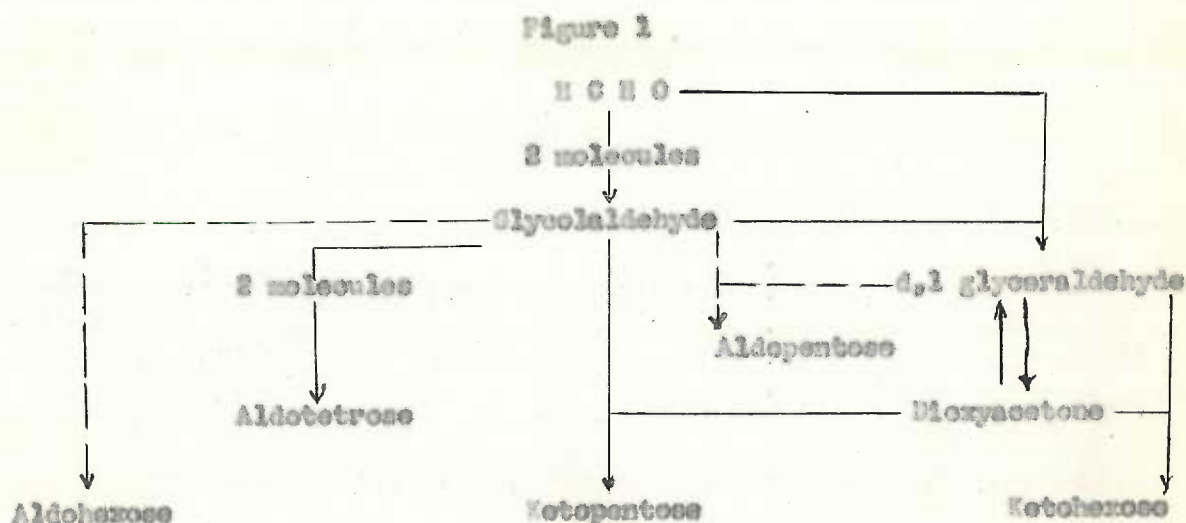 Figure 1
H C H O
2 molecules
Glycolaldehyde
2 molecules
d,l glyceraldehyde
Aldopentose
Aldotetrose
Dioxyacetone
Aldohexose
Ketopentose
Ketohexose